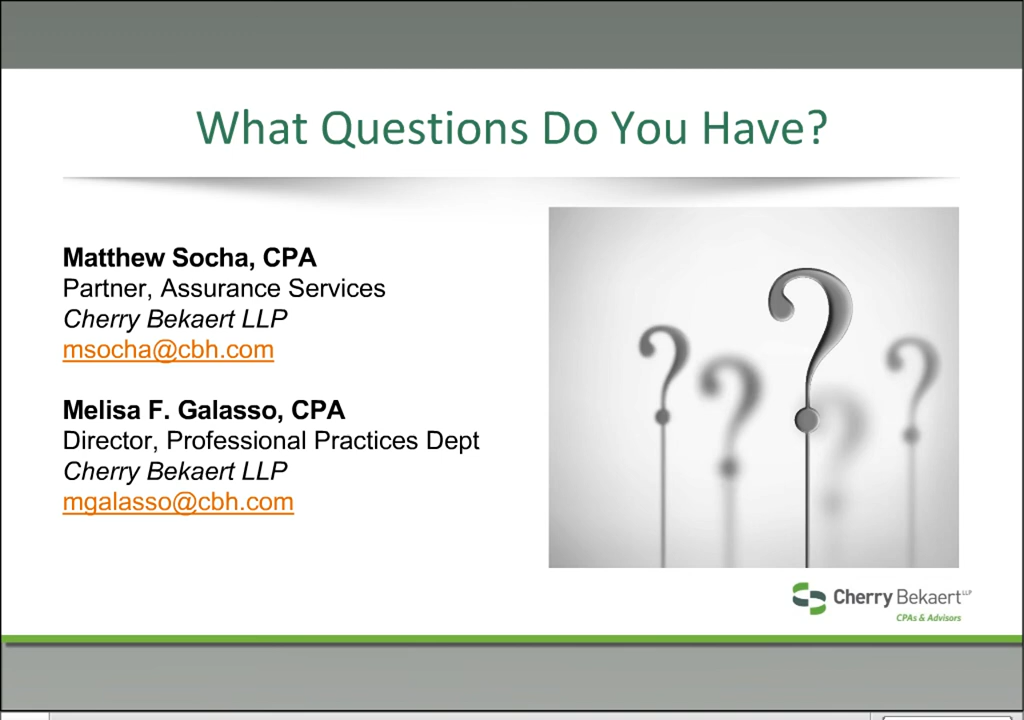 What Questions Do You Have?
Matthew Socha, CPA
Partner, Assurance Services
Cherry Bekaert LLP
msocha@cbh.com
Melisa F. Galasso, CPA
Director, Professional Practices Dept
Cherry Bekaert LLP
mgalasso@cbh.com
Cherry Bekaert LLP
CPAs & Advisors